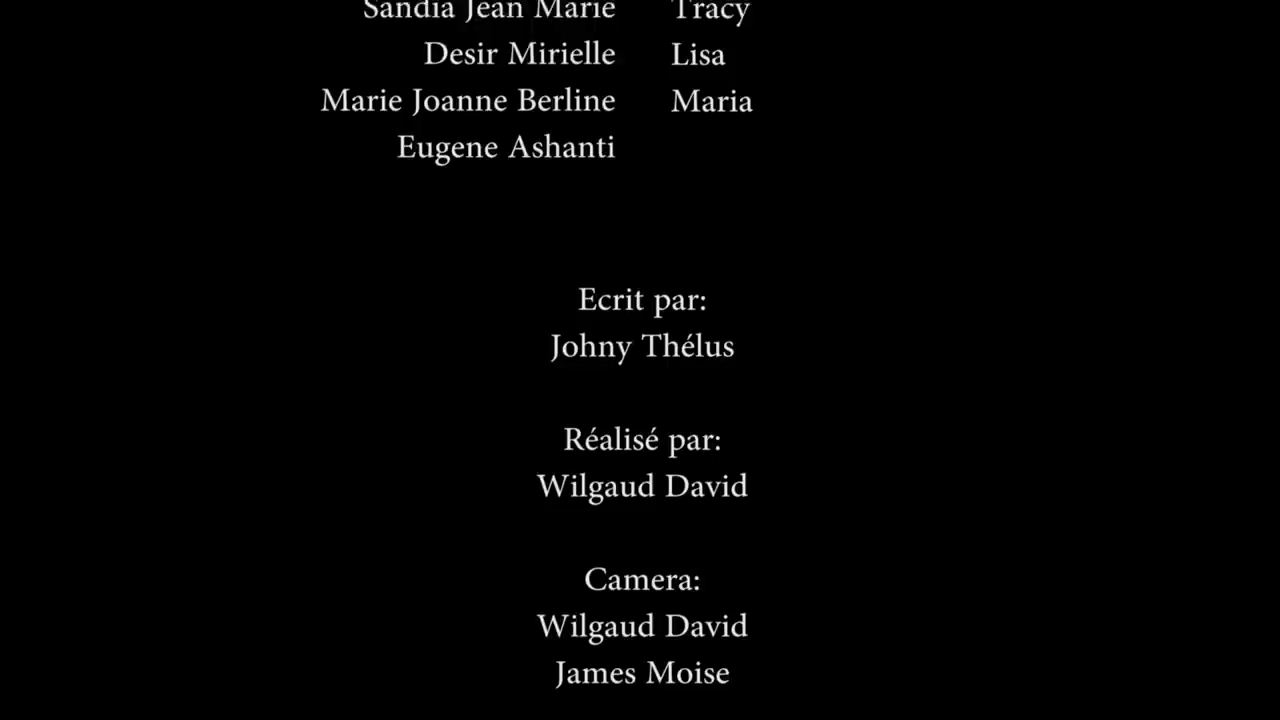 Sandia Jean Marie Tracy
Desir Mirielle Lisa
Marie Joanne Berline Maria
Eugene Ashanti
Ecrit par:
Johny Thélus
Réalisé par:
Wilgaud David
Camera:
Wilgaud David
James Moise